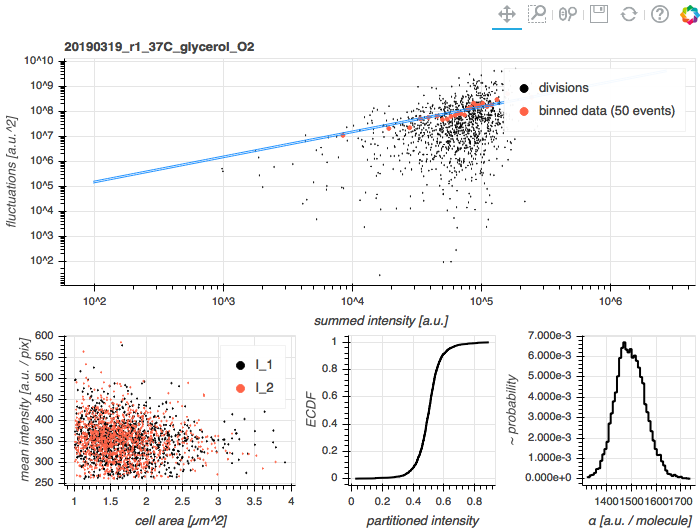 20190319_r1_37C_glycerol_O2
10^10
10^9
10^8
10^7
10^6
10^5
10^4
10^3
10^2
fluctuations [a.u.^2]
divisions
binned data (50 events)
10^2 10^3 10^4 10^5 10^6
summed intensity [a.u.]
600
550
500
450
400
350
300
250
mean intensity [a.u. / pix]
I_1
I_2
1 1.5 2 2.5 3 3.5 4
cell area [µm^2]
1
0.8
0.6
0.4
0.2
0
ECDF
0 0.2 0.4 0.6 0.8
partitioned intensity
7.000e-3
6.000e-3
5.000e-3
4.000e-3
3.000e-3
2.000e-3
1.000e-3
0.000e+0
~ probability
1400 1500 1600 1700
α [a.u. / molecule]